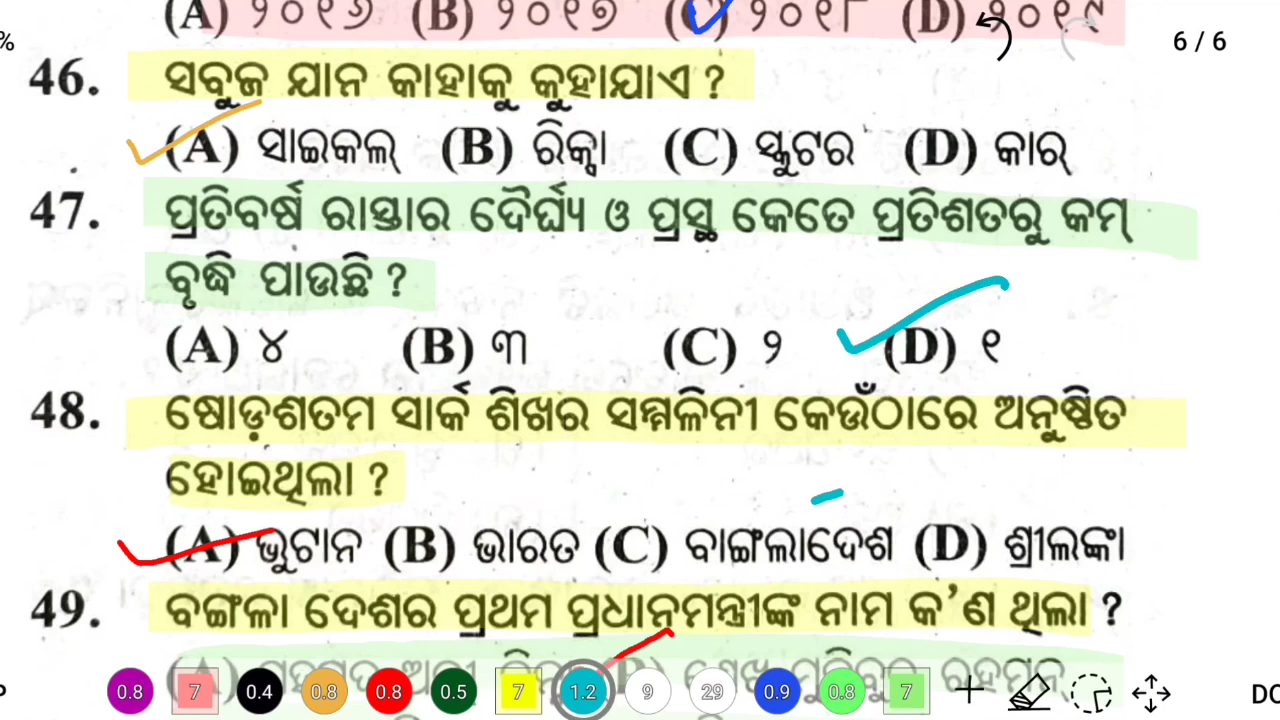 (A) ୨୦୧୬ (B) ୨୦୧୭ (C) ୨୦୧୮ (D) ୨୦୧୯
% 6 / 6
46. ସବୁଜ ଯାନ କାହାକୁ କୁହାଯାଏ ?
(A) ସାଇକଲ୍ (B) ରିକ୍ସା (C) ସ୍କୁଟର (D) କାର୍
47. ପ୍ରତିବର୍ଷ ରାସ୍ତାର ଦୈର୍ଘ୍ୟ ଓ ପ୍ରସ୍ଥ କେତେ ପ୍ରତିଶତରୁ କମ୍
ବୃଦ୍ଧି ପାଉଛି ?
(A) ୪ (B) ୩ (C) ୨ (D) ୧
48. ଷୋଡ଼ଶତମ ସାର୍କ ଶିଖର ସମ୍ମଳିନୀ କେଉଁଠାରେ ଅନୁଷ୍ଠିତ
ହୋଇଥିଲା ?
(A) ଭୁଟାନ (B) ଭାରତ (C) ବାଙ୍ଗଲାଦେଶ (D) ଶ୍ରୀଲଙ୍କା
49. ବଙ୍ଗଳା ଦେଶର ପ୍ରଥମ ପ୍ରଧାନମନ୍ତ୍ରୀଙ୍କ ନାମ କ'ଣ ଥିଲା ?
(A) ଅଲୀ (B) ଶେଖ ମୁଜିବୁର ରହମନ୍
0.8 7 0.4 0.8 0.8 0.5 7 1.2 9 29 0.9 0.8 7